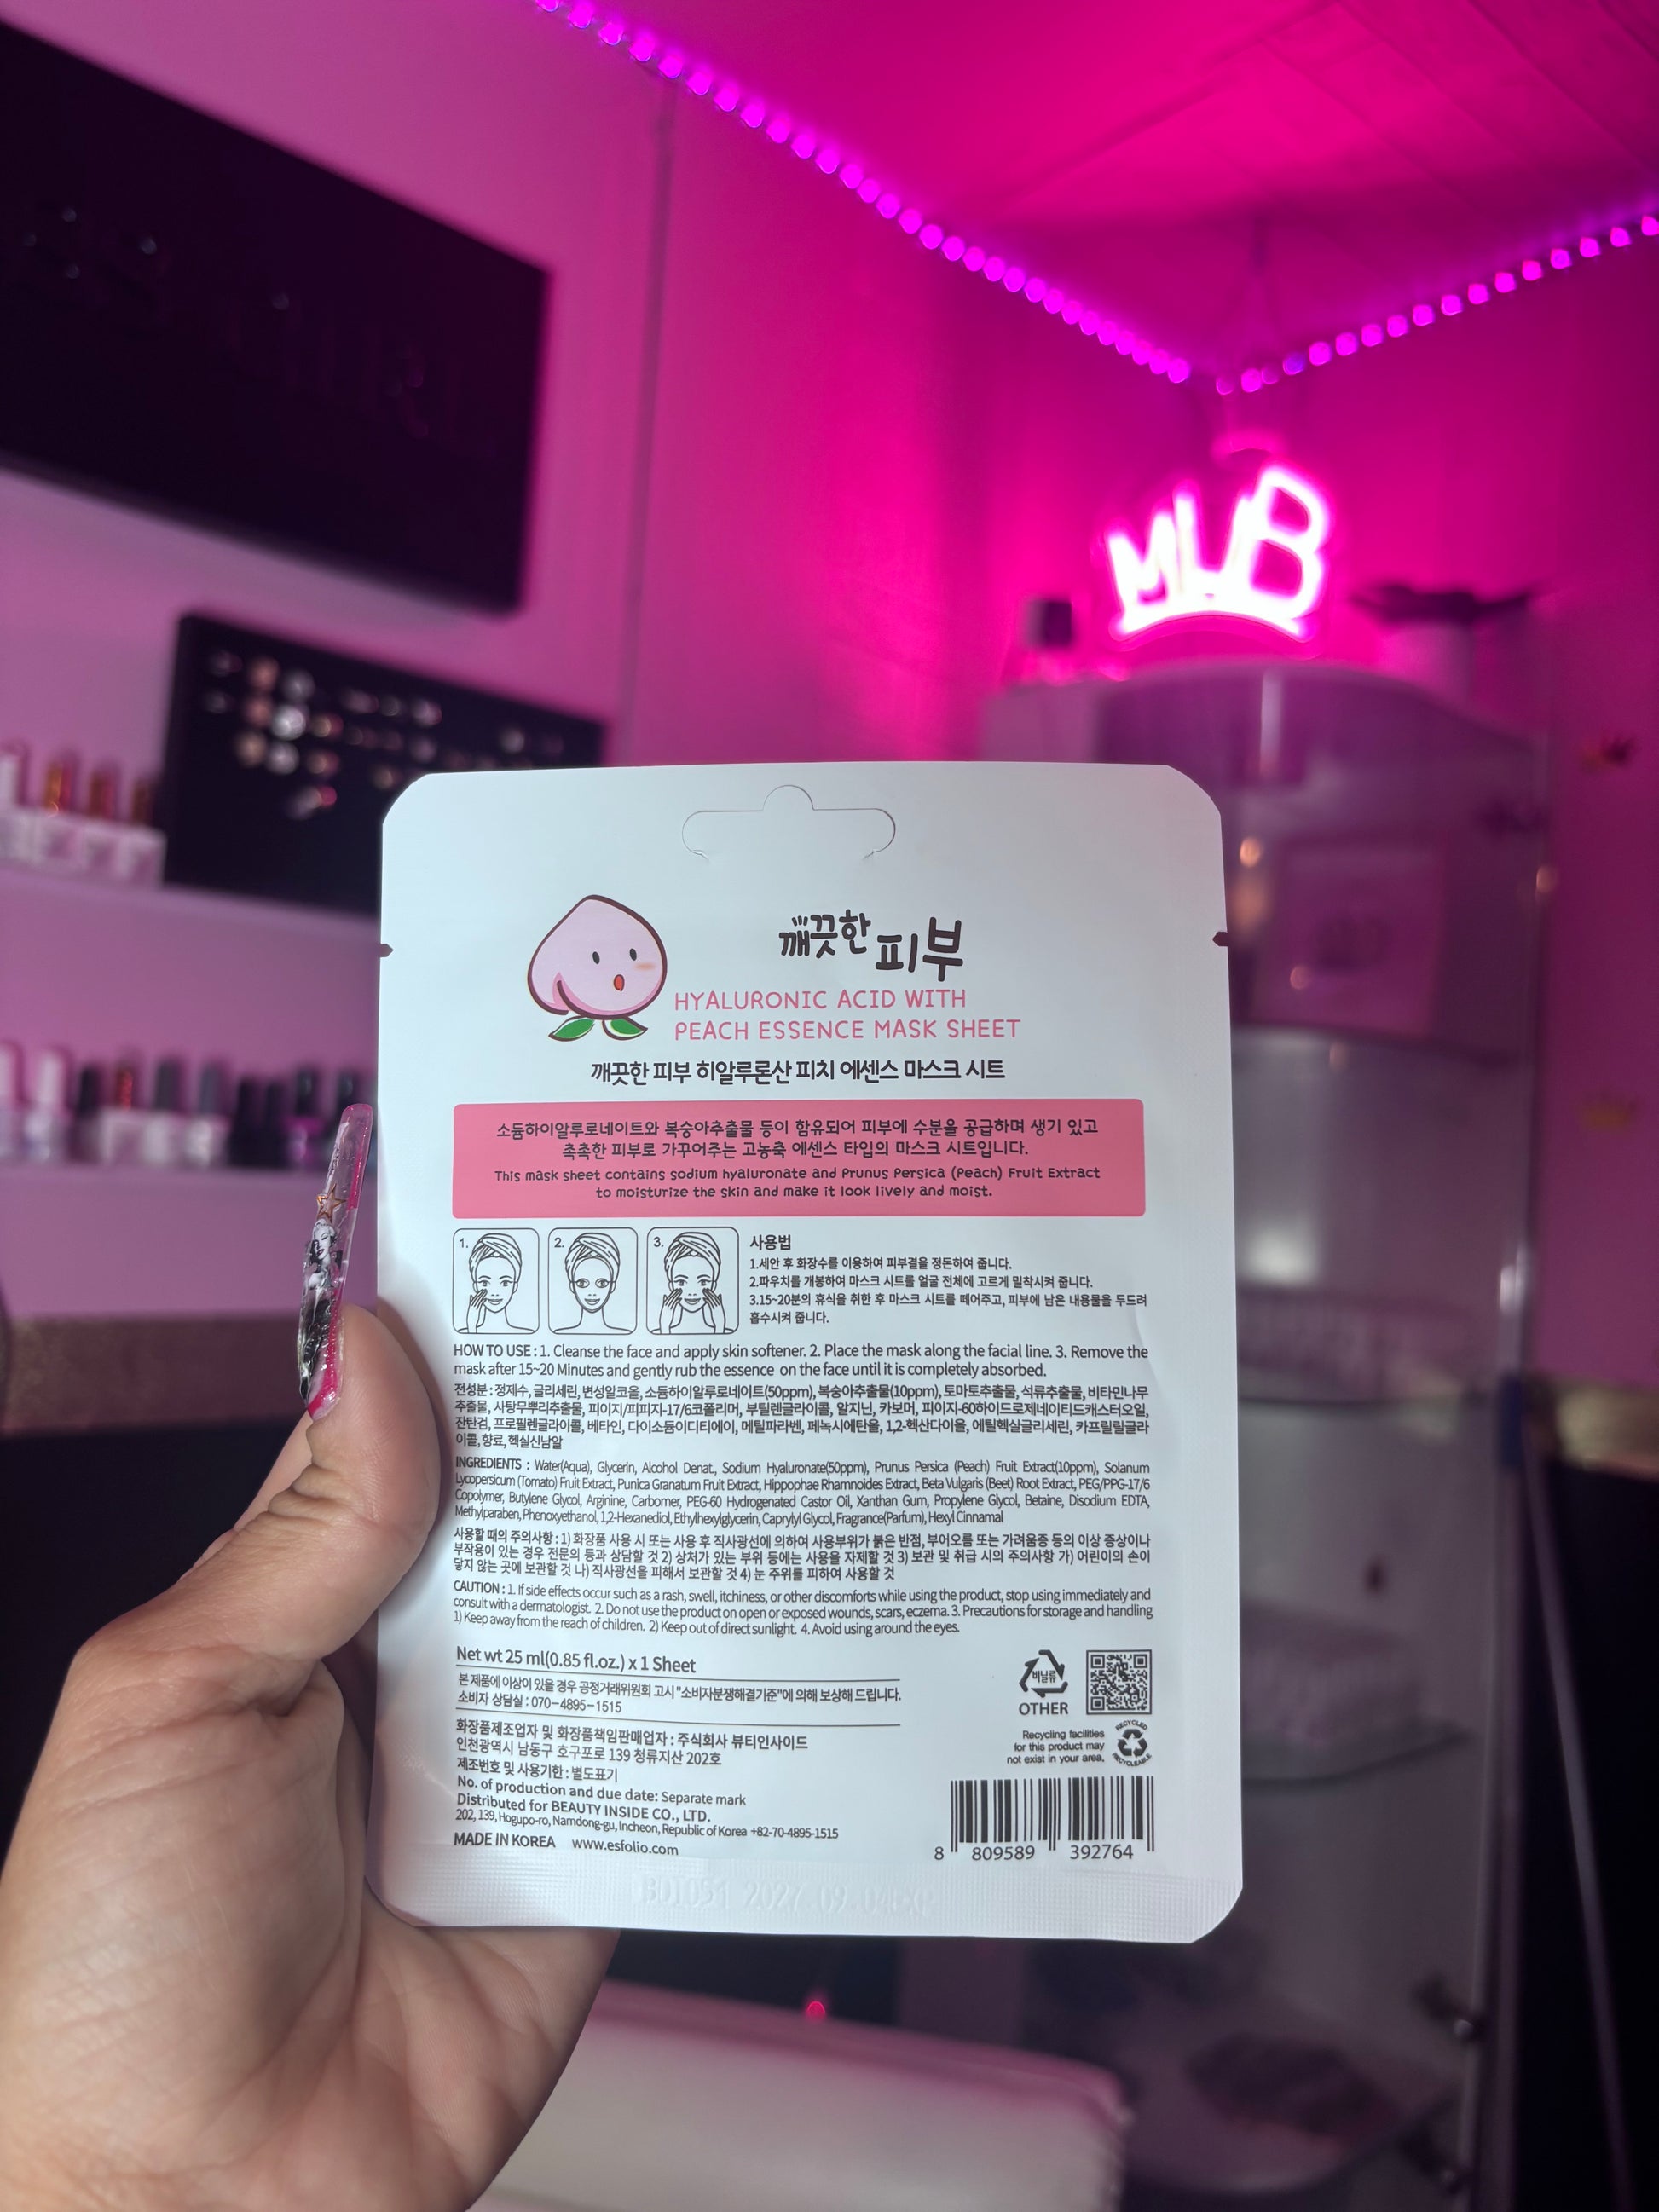 MUB
깨끗한 피부
HYALURONIC ACID WITH
PEACH ESSENCE MASK SHEET
깨끗한 피부 히알루론산 피치 에센스 마스크 시트
소듐하이알루로네이트와 복숭아추출물 등이 함유되어 피부에 수분을 공급하며 생기 있고
촉촉한 피부로 가꾸어주는 고농축 에센스 타입의 마스크 시트입니다.
This mask sheet contains sodium hyaluronate and Prunus Persica (Peach) Fruit Extract
to moisturize the skin and make it look lively and moist.
1. 2. 3.
사용법
1.세안 후 화장수를 이용하여 피부결을 정돈하여 줍니다.
2.파우치를 개봉하여 마스크 시트를 얼굴 전체에 고르게 밀착시켜 줍니다.
3.15~20분의 휴식을 취한 후 마스크 시트를 떼어주고, 피부에 남은 내용물을 두드려
흡수시켜 줍니다.
HOW TO USE : 1. Cleanse the face and apply skin softener. 2. Place the mask along the facial line. 3. Remove the
mask after 15~20 Minutes and gently rub the essence on the face until it is completely absorbed.
전성분 : 정제수, 글리세린, 변성알코올, 소듐하이알루로네이트(50ppm), 복숭아추출물(10ppm), 토마토추출물, 석류추출물, 비타민나무
추출물, 사탕무뿌리추출물, 피이지/피피지-17/6코폴리머, 부틸렌글라이콜, 알지닌, 카보머, 피이지-60하이드로제네이티드캐스터오일,
잔탄검, 프로필렌글라이콜, 베타인, 다이소듐이디티에이, 메틸파라벤, 페녹시에탄올, 1,2-헥산다이올, 에틸헥실글리세린, 카프릴릴글라
이콜, 향료, 헥실신남알
INGREDIENTS : Water(Aqua), Glycerin, Alcohol Denat., Sodium Hyaluronate(50ppm), Prunus Persica (Peach) Fruit Extract(10ppm), Solanum
Lycopersicum (Tomato) Fruit Extract, Punica Granatum Fruit Extract, Hippophae Rhamnoides Extract, Beta Vulgaris (Beet) Root Extract, PEG/PPG-17/6
Copolymer, Butylene Glycol, Arginine, Carbomer, PEG-60 Hydrogenated Castor Oil, Xanthan Gum, Propylene Glycol, Betaine, Disodium EDTA,
Methylparaben, Phenoxyethanol, 1,2-Hexanediol, Ethylhexylglycerin, Caprylyl Glycol, Fragrance(Parfum), Hexyl Cinnamal
사용할 때의 주의사항 : 1) 화장품 사용 시 또는 사용 후 직사광선에 의하여 사용부위가 붉은 반점, 부어오름 또는 가려움증 등의 이상 증상이나
부작용이 있는 경우 전문의 등과 상담할 것 2) 상처가 있는 부위 등에는 사용을 자제할 것 3) 보관 및 취급 시의 주의사항 가) 어린이의 손이
닿지 않는 곳에 보관할 것 나) 직사광선을 피해서 보관할 것 4) 눈 주위를 피하여 사용할 것
CAUTION : 1. If side effects occur such as a rash, swell, itchiness, or other discomforts while using the product, stop using immediately and
consult with a dermatologist. 2. Do not use the product on open or exposed wounds, scars, eczema. 3. Precautions for storage and handling
1) Keep away from the reach of children. 2) Keep out of direct sunlight. 4. Avoid using around the eyes.
Net wt 25 ml(0.85 fl.oz.) x 1 Sheet
본 제품에 이상이 있을 경우 공정거래위원회 고시 "소비자분쟁해결기준"에 의해 보상해 드립니다.
소비자 상담실 : 070-4895-1515
화장품제조업자 및 화장품책임판매업자 : 주식회사 뷰티인사이드
인천광역시 남동구 호구포로 139 청류지산 202호
제조번호 및 사용기한 : 별도표기
No. of production and due date: Separate mark
Distributed for BEAUTY INSIDE CO., LTD.
202, 139, Hogupo-ro, Namdong-gu, Incheon, Republic of Korea +82-70-4895-1515
MADE IN KOREA www.esfolio.com
비닐류
OTHER
Recycling facilities
for this product may
not exist in your area.
RECYCLED
RECYCLEABLE
8 809589 392764
2027.09.04